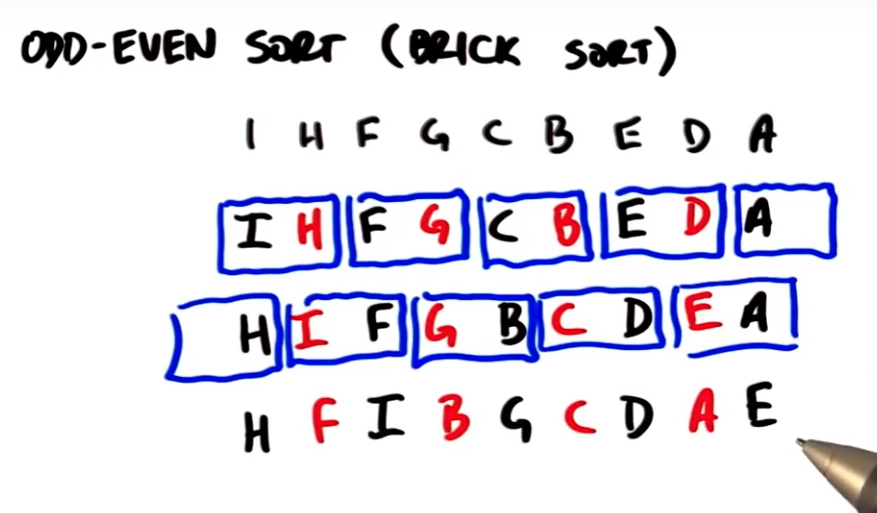 ODD-EVEN SORT (BRICK SORT)
I H F G C B E D A
I H F G C B E D A
H I F G B C D E A
H F I B G C D A E